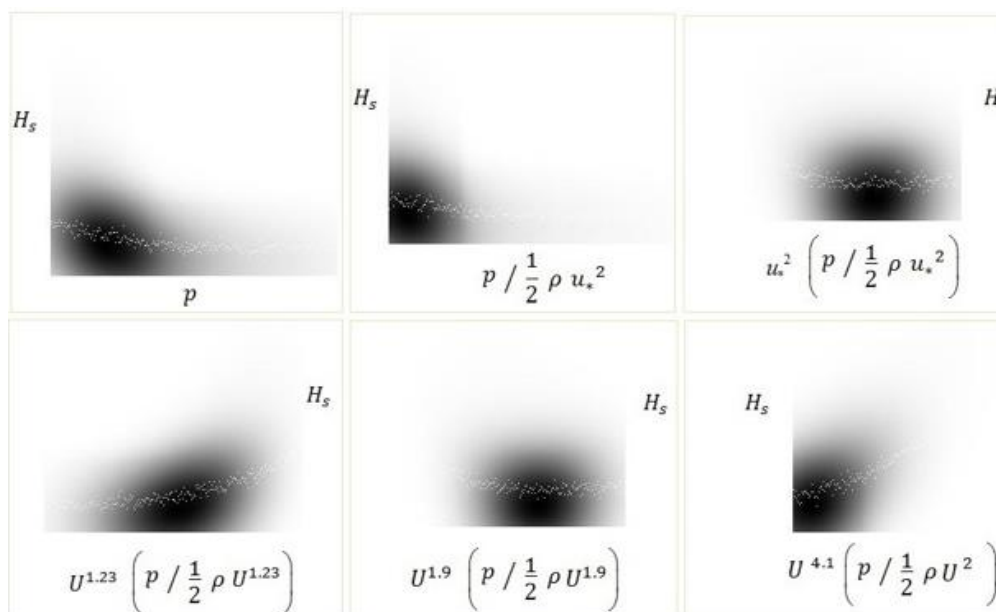 H_s
p
H_s
p / 1/2 ρ u_*^2
H
u_*^2 (p / 1/2 ρ u_*^2)
H_s
U^1.23 (p / 1/2 ρ U^1.23)
H_s
U^1.9 (p / 1/2 ρ U^1.9)
H_s
U^4.1 (p / 1/2 ρ U^2)